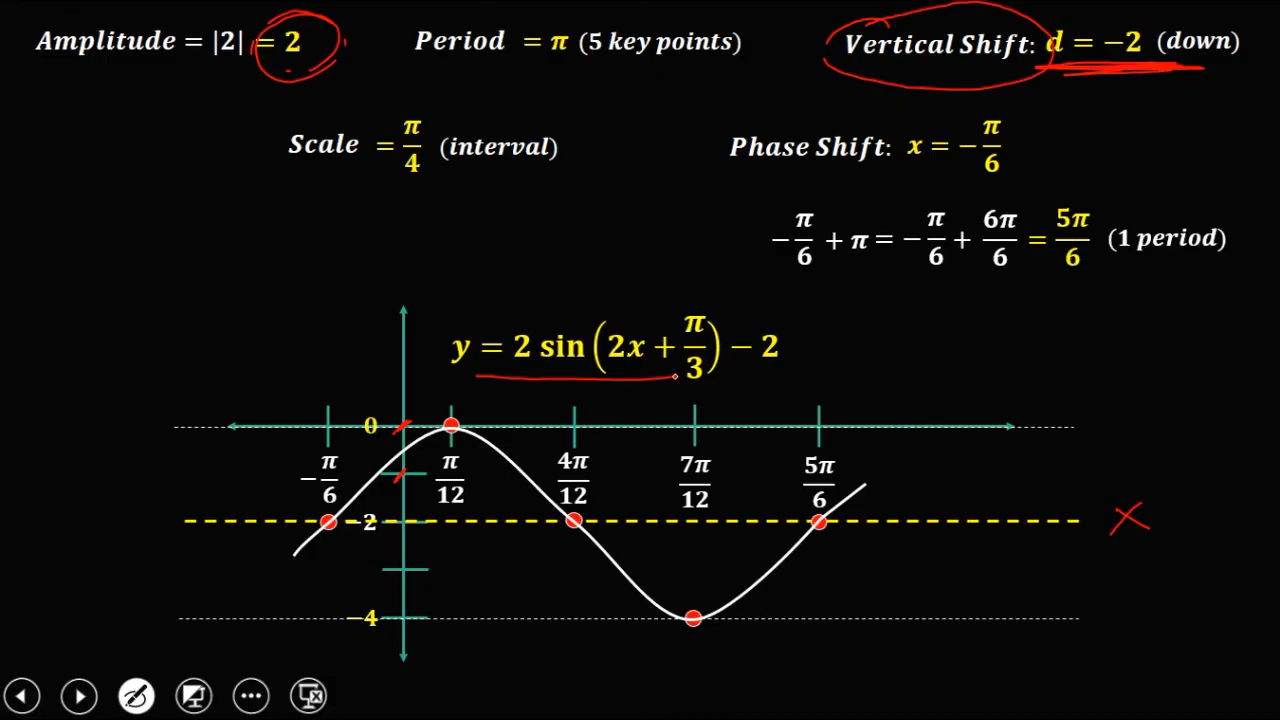 Amplitude = |2| = 2
Period = π (5 key points)
Vertical Shift: d = −2 (down)
Scale = π/4 (interval)
Phase Shift: x = −π/6
−π/6 + π = −π/6 + 6π/6 = 5π/6 (1 period)
y = 2 sin(2x + π/3) − 2
0
−π/6 π/12 4π/12 7π/12 5π/6
−2
−4